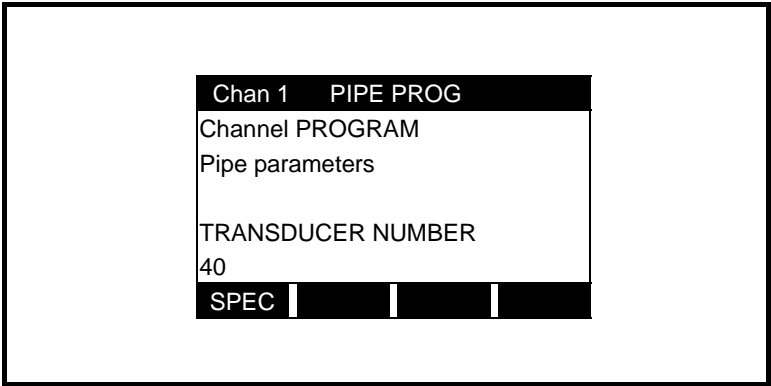 Chan 1 PIPE PROG
Channel PROGRAM
Pipe parameters
TRANSDUCER NUMBER
40
SPEC